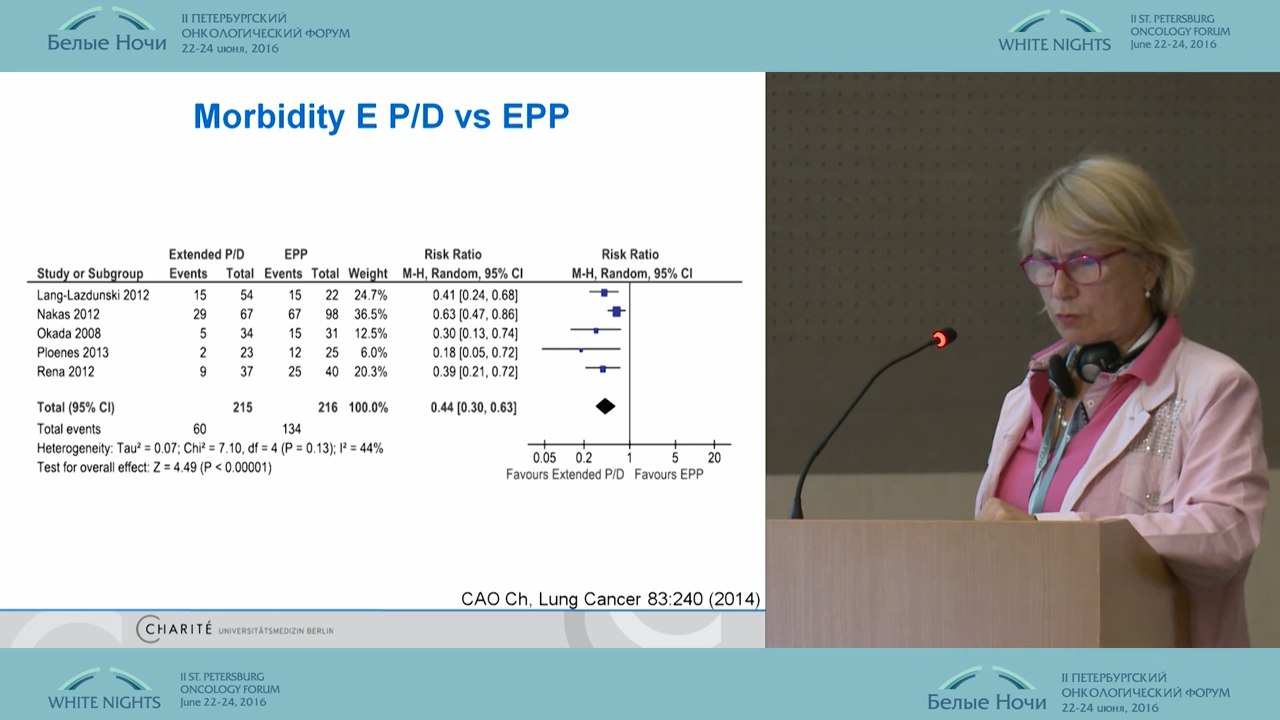 Белые Ночи
II ПЕТЕРБУРГСКИЙ
ОНКОЛОГИЧЕСКИЙ ФОРУМ
22-24 июня, 2016
WHITE NIGHTS
II ST. PETERSBURG
ONCOLOGY FORUM
June 22-24, 2016
Morbidity E P/D vs EPP
Extended P/D EPP Risk Ratio Risk Ratio
Study or Subgroup Events Total Events Total Weight M-H, Random, 95% CI M-H, Random, 95% CI
Lang-Lazdunski 2012 15 54 15 22 24.7% 0.41 [0.24, 0.68]
Nakas 2012 29 67 67 98 36.5% 0.63 [0.47, 0.86]
Okada 2008 5 34 15 31 12.5% 0.30 [0.13, 0.74]
Ploenes 2013 2 23 12 25 6.0% 0.18 [0.05, 0.72]
Rena 2012 9 37 25 40 20.3% 0.39 [0.21, 0.72]
Total (95% CI) 215 216 100.0% 0.44 [0.30, 0.63]
Total events 60 134
Heterogeneity: Tau² = 0.07; Chi² = 7.10, df = 4 (P = 0.13); I² = 44%
Test for overall effect: Z = 4.49 (P < 0.00001)
0.05 0.2 1 5 20
Favours Extended P/D Favours EPP
CAO Ch, Lung Cancer 83:240 (2014)
CHARITÉ UNIVERSITÄTSMEDIZIN BERLIN
WHITE NIGHTS
II ST. PETERSBURG
ONCOLOGY FORUM
June 22-24, 2016
Белые Ночи
II ПЕТЕРБУРГСКИЙ
ОНКОЛОГИЧЕСКИЙ ФОРУМ
22-24 июня, 2016